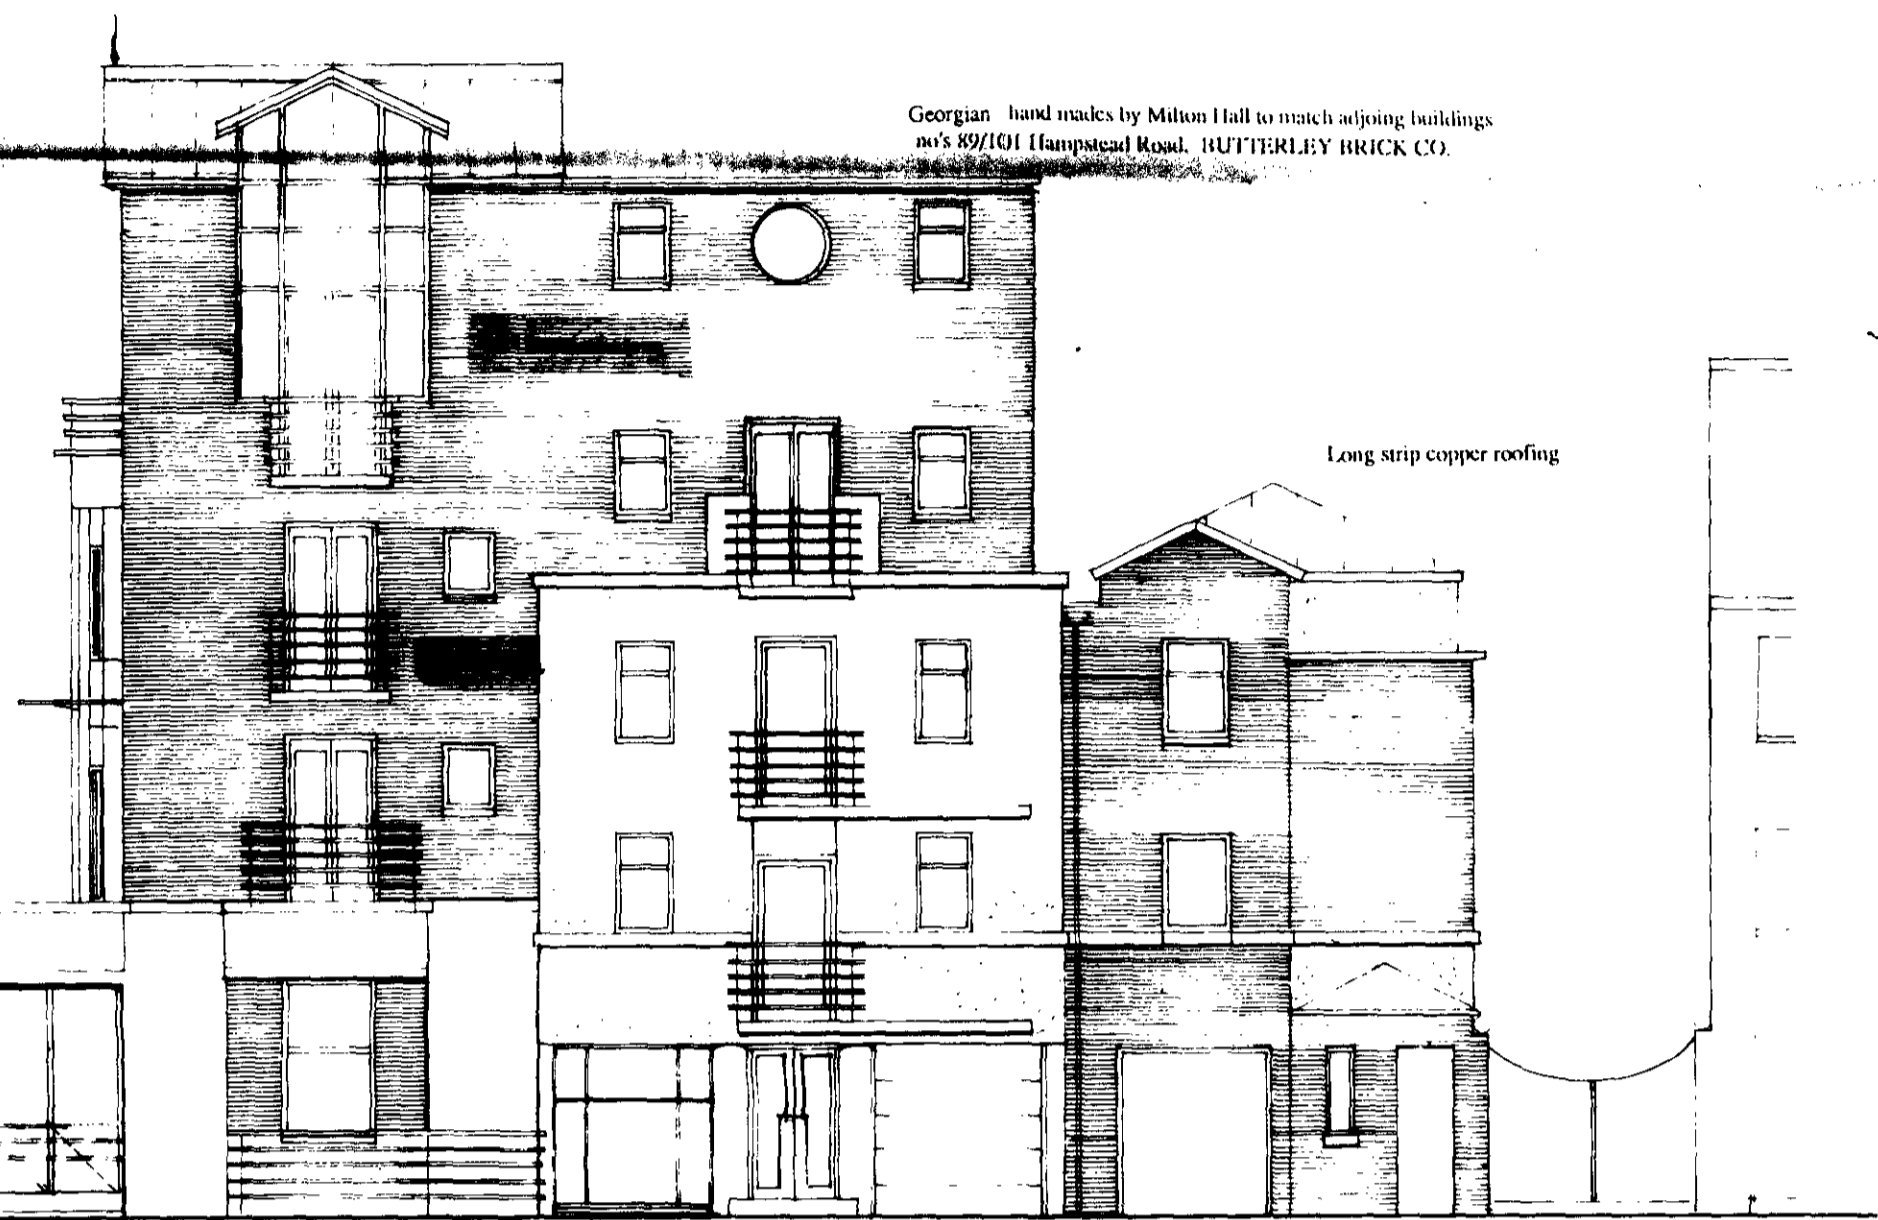 Georgian hand mades by Milton Hall to match adjoing buildings
no's 89/101 Hampstead Road. BUTTERLEY BRICK CO.
Long strip copper roofing